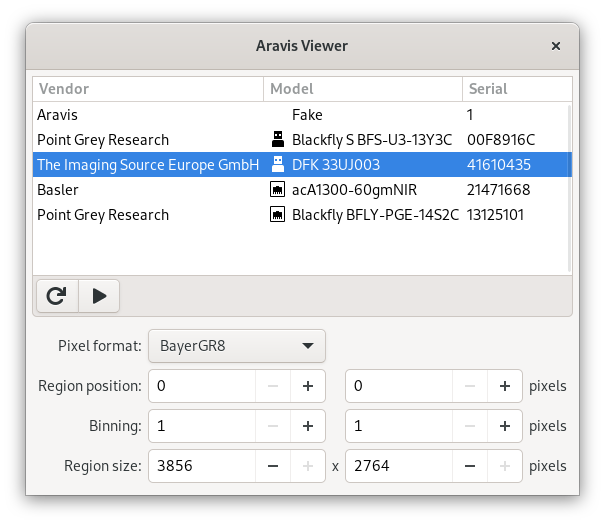 Aravis Viewer
Vendor Model Serial
Aravis Fake 1
Point Grey Research Blackfly S BFS-U3-13Y3C 00F8916C
The Imaging Source Europe GmbH DFK 33UJ003 41610435
Basler acA1300-60gmNIR 21471668
Point Grey Research Blackfly BFLY-PGE-14S2C 13125101
Pixel format: BayerGR8
Region position: 0 0 pixels
Binning: 1 1 pixels
Region size: 3856 x 2764 pixels